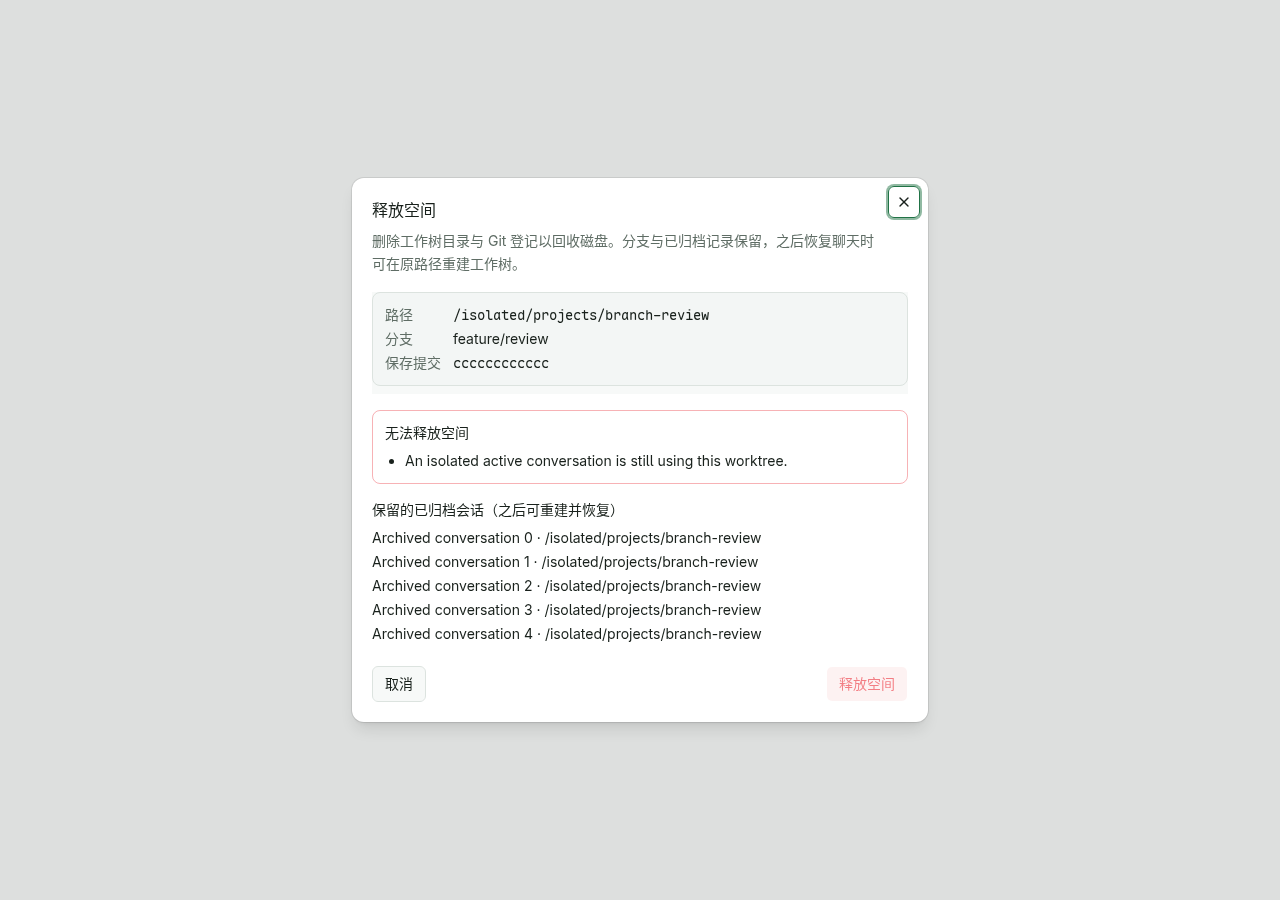 释放空间
删除工作树目录与 Git 登记以回收磁盘。分支与已归档记录保留，之后恢复聊天时
可在原路径重建工作树。
路径 /isolated/projects/branch-review
分支 feature/review
保存提交 cccccccccccc
无法释放空间
An isolated active conversation is still using this worktree.
保留的已归档会话（之后可重建并恢复）
Archived conversation 0 · /isolated/projects/branch-review
Archived conversation 1 · /isolated/projects/branch-review
Archived conversation 2 · /isolated/projects/branch-review
Archived conversation 3 · /isolated/projects/branch-review
Archived conversation 4 · /isolated/projects/branch-review
取消 释放空间